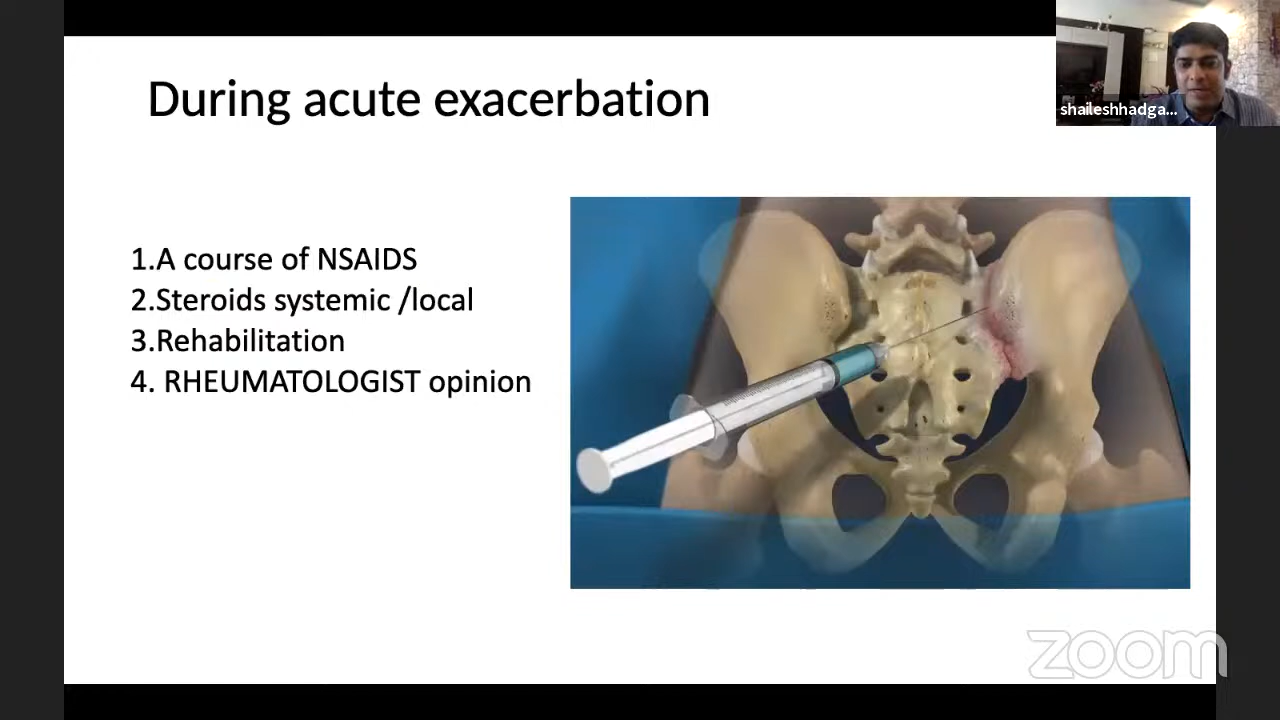 During acute exacerbation
shaileshhadga...
1.A course of NSAIDS
2.Steroids systemic /local
3.Rehabilitation
4. RHEUMATOLOGIST opinion
zoom